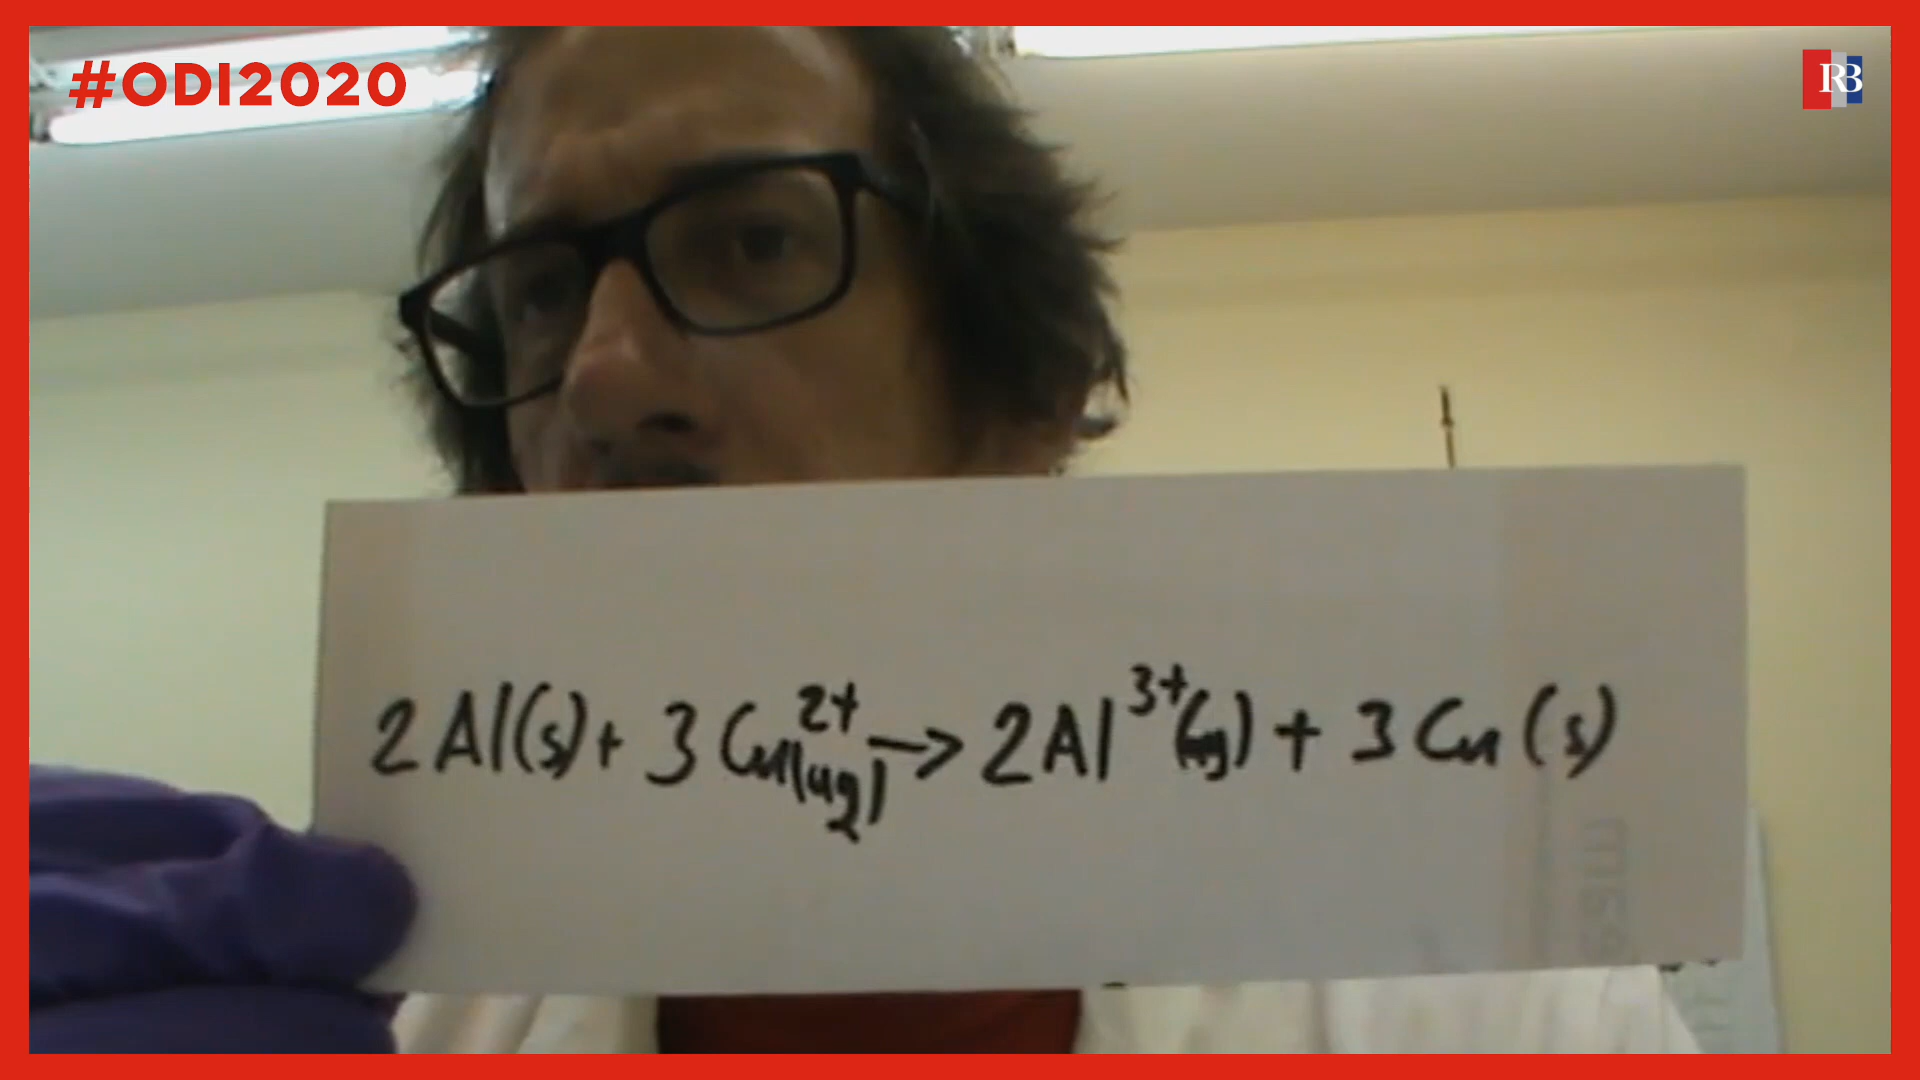 #ODI2020
RB
2Al(s) + 3Cu²⁺(aq) -> 2Al³⁺(aq) + 3Cu(s)